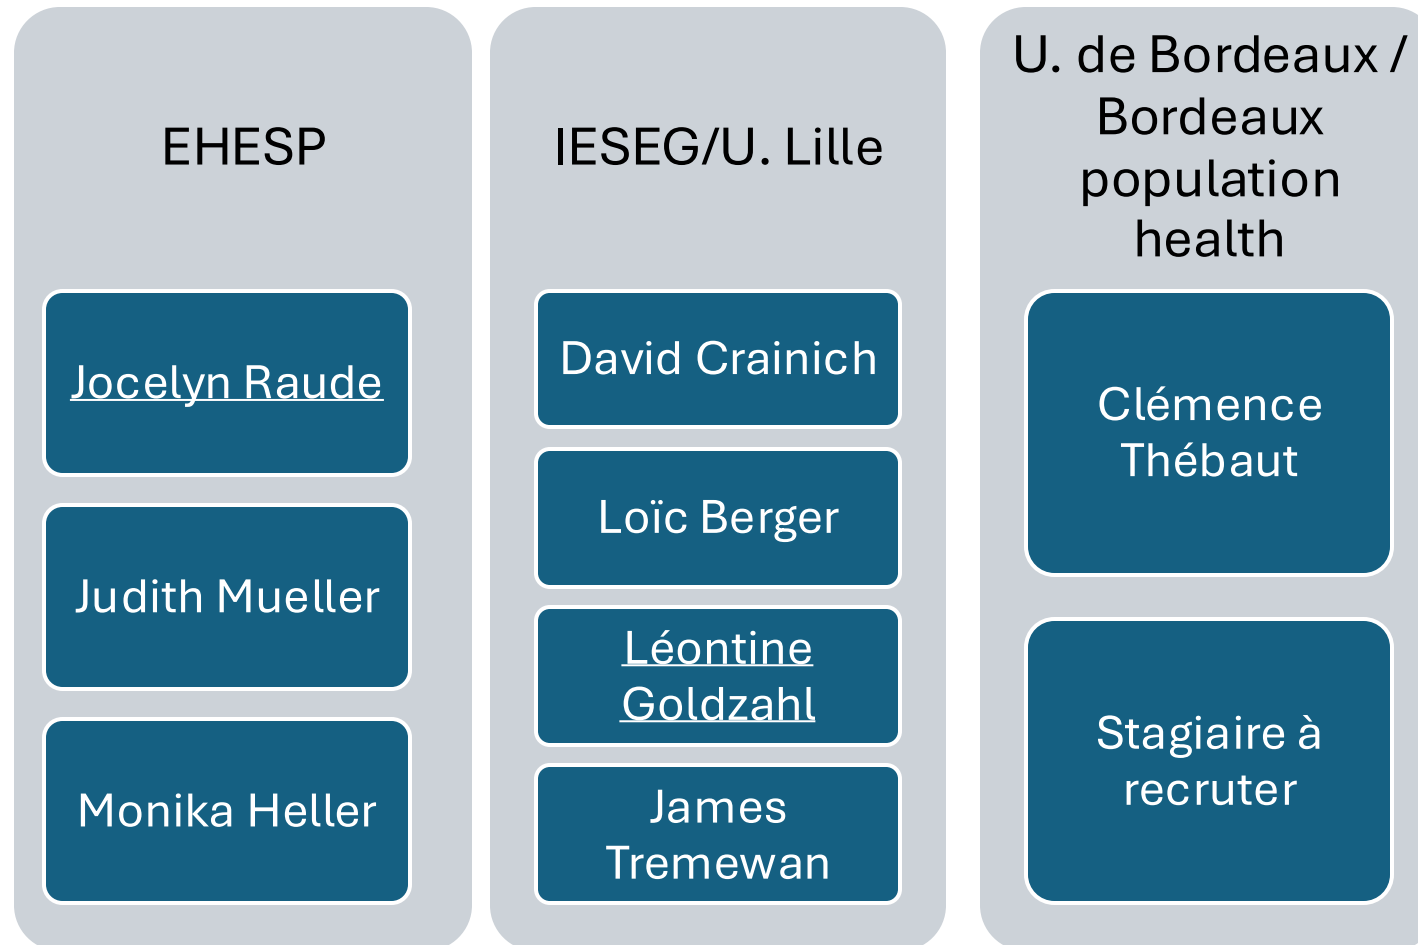 EHESP
Jocelyn Raude
Judith Mueller
Monika Heller
IESEG/U. Lille
David Crainich
Loïc Berger
Léontine
Goldzahl
James
Tremewan
U. de Bordeaux /
Bordeaux
population
health
Clémence
Thébaut
Stagiaire à
recruter